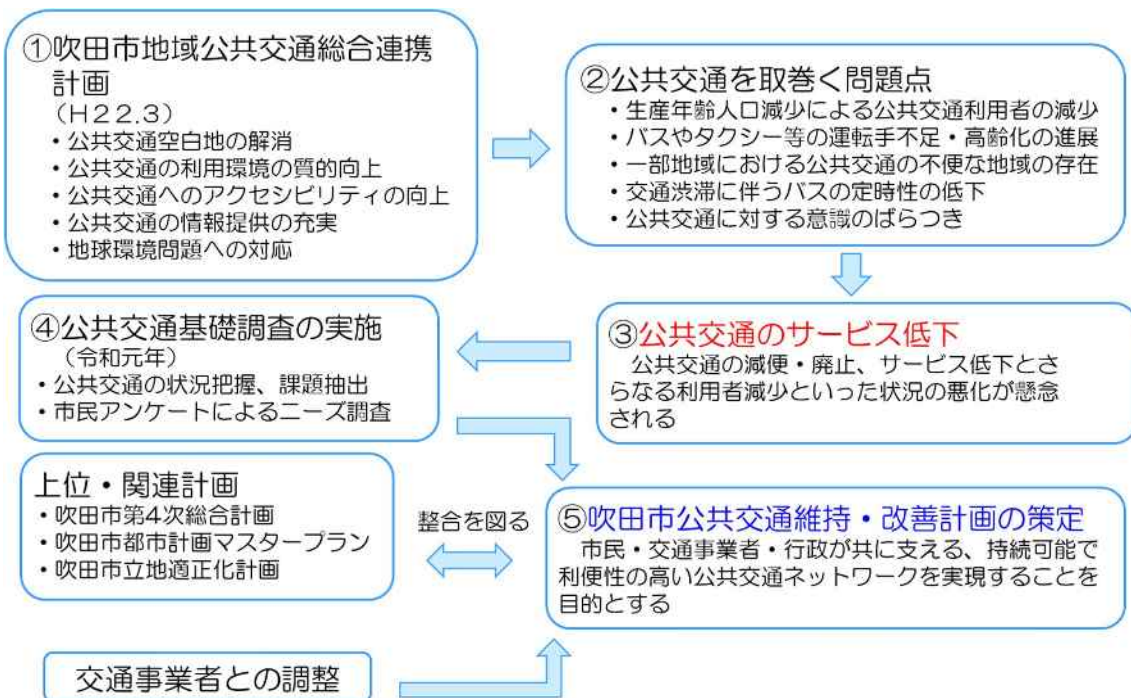 ①吹田市地域公共交通総合連携
計画
（H２２.３）
・公共交通空白地の解消
・公共交通の利用環境の質的向上
・公共交通へのアクセシビリティの向上
・公共交通の情報提供の充実
・地球環境問題への対応
②公共交通を取巻く問題点
・生産年齢人口減少による公共交通利用者の減少
・バスやタクシー等の運転手不足・高齢化の進展
・一部地域における公共交通の不便な地域の存在
・交通渋滞に伴うバスの定時性の低下
・公共交通に対する意識のばらつき
③公共交通のサービス低下
公共交通の減便・廃止、サービス低下とさ
らなる利用者減少といった状況の悪化が懸念
される
④公共交通基礎調査の実施
（令和元年）
・公共交通の状況把握、課題抽出
・市民アンケートによるニーズ調査
上位・関連計画
・吹田市第4次総合計画
・吹田市都市計画マスタープラン
・吹田市立地適正化計画
整合を図る
⑤吹田市公共交通維持・改善計画の策定
市民・交通事業者・行政が共に支える、持続可能で
利便性の高い公共交通ネットワークを実現することを
目的とする
交通事業者との調整